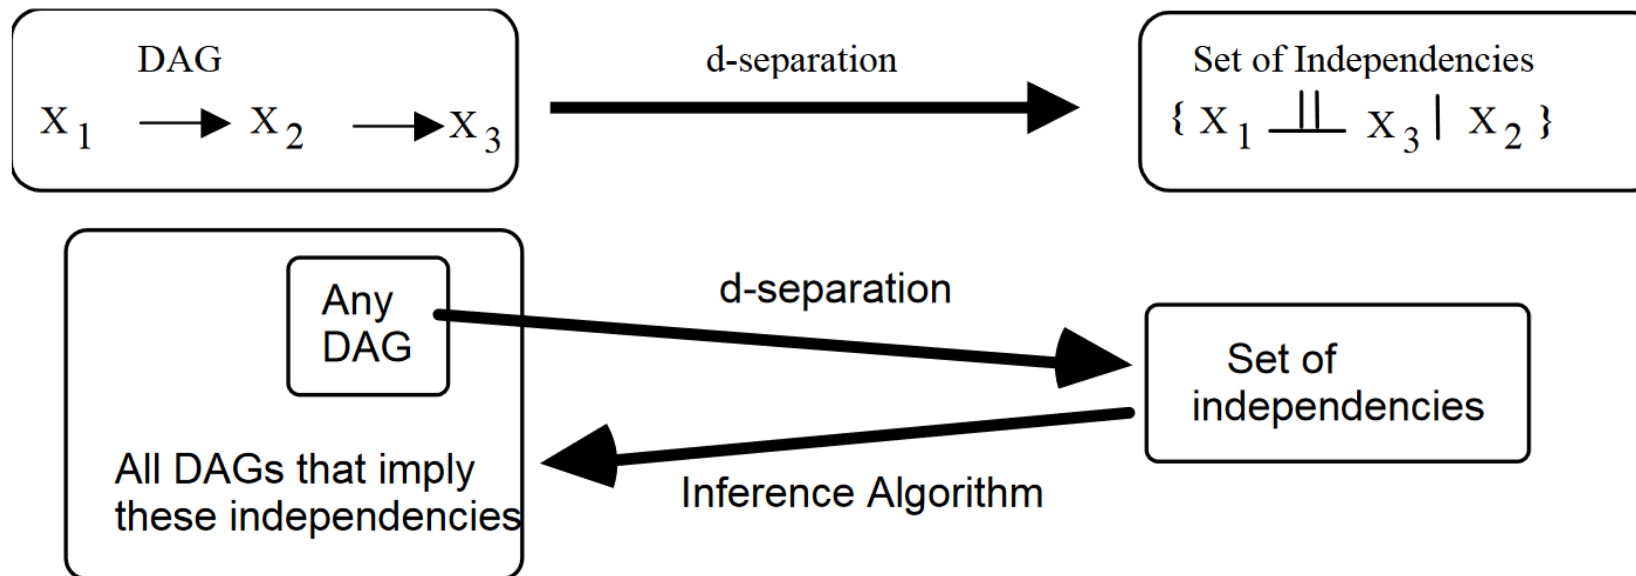 DAG
X₁ → X₂ → X₃
d-separation
Set of Independencies
{ X₁ ⫫ X₃ | X₂ }
Any
DAG
All DAGs that imply
these independencies
d-separation
Inference Algorithm
Set of
independencies